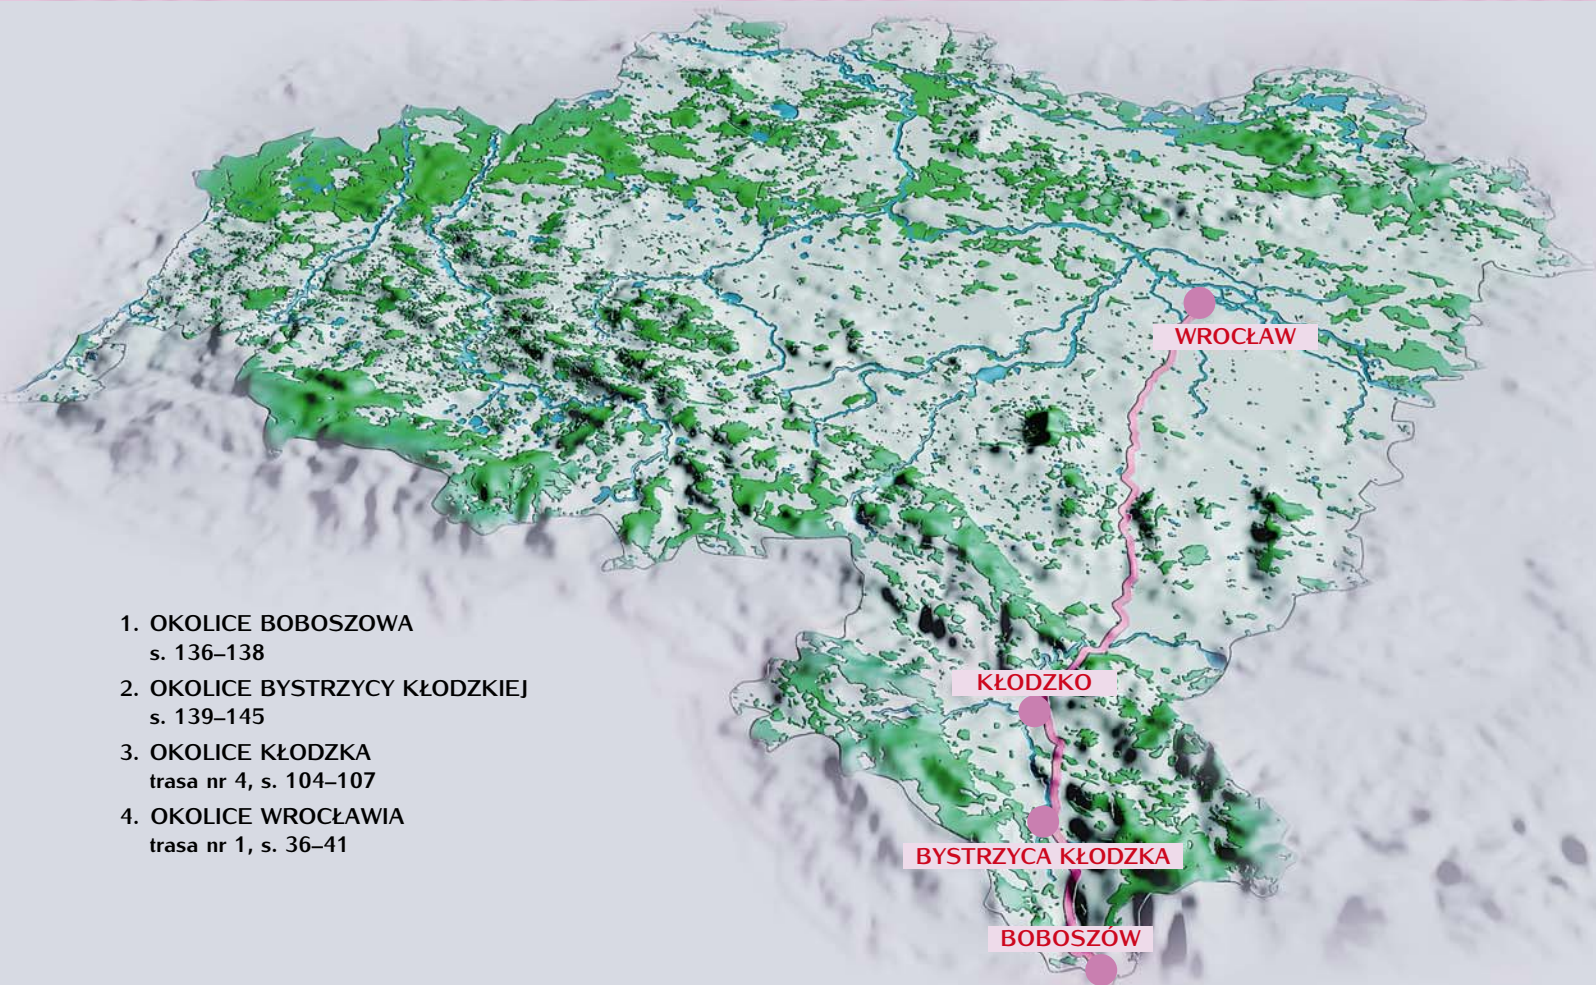 WROCŁAW
1. OKOLICE BOBOSZOWA
s. 136–138
2. OKOLICE BYSTRZYCY KŁODZKIEJ
s. 139–145
3. OKOLICE KŁODZKA
trasa nr 4, s. 104–107
4. OKOLICE WROCŁAWIA
trasa nr 1, s. 36–41
KŁODZKO
BYSTRZYCA KŁODZKA
BOBOSZÓW